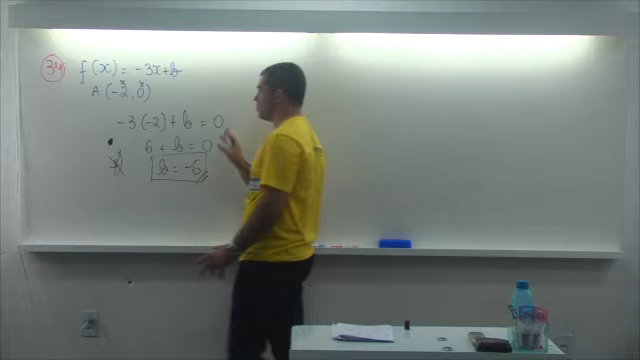 34 f(x) = -3x+b
x y
A (-2, 0)
-3(-2) + b = 0
6 + b = 0
b = -6